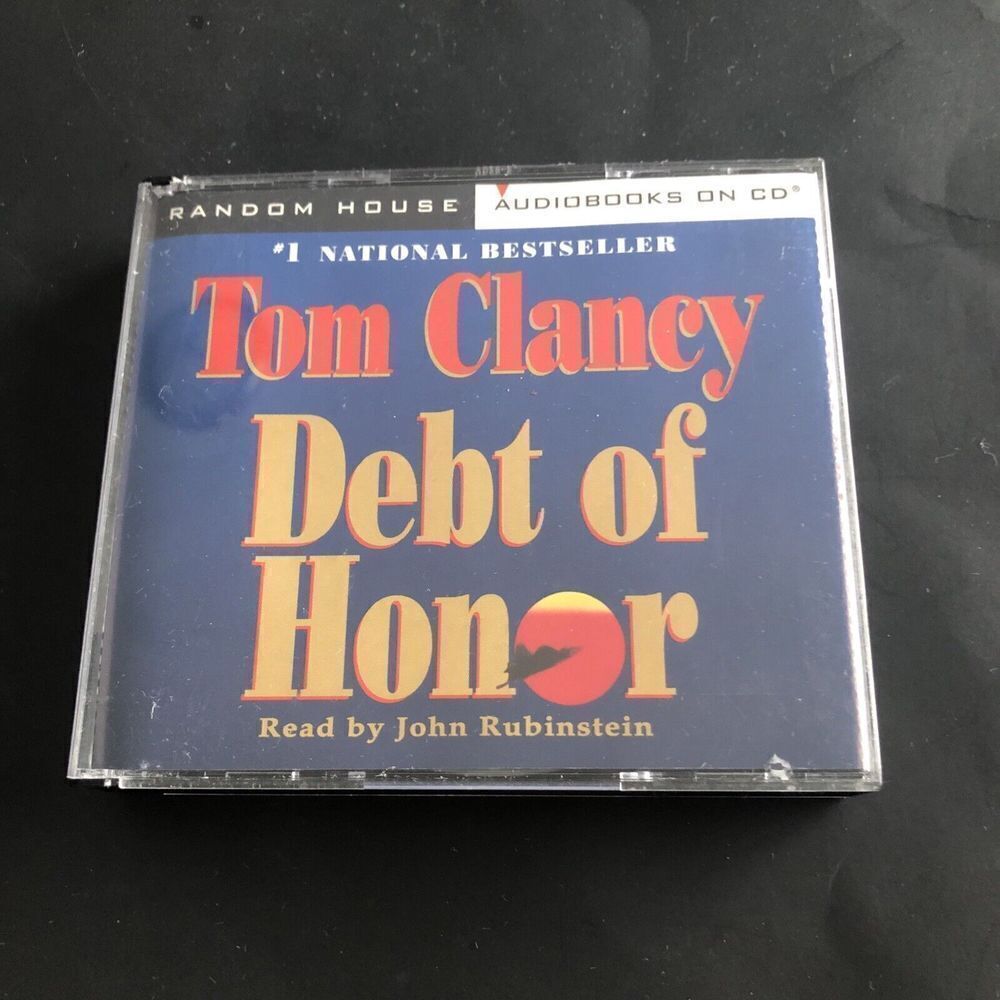 RANDOM HOUSE AUDIOBOOKS ON CD®
#1 NATIONAL BESTSELLER
Tom Clancy
Debt of
Honor
Read by John Rubinstein